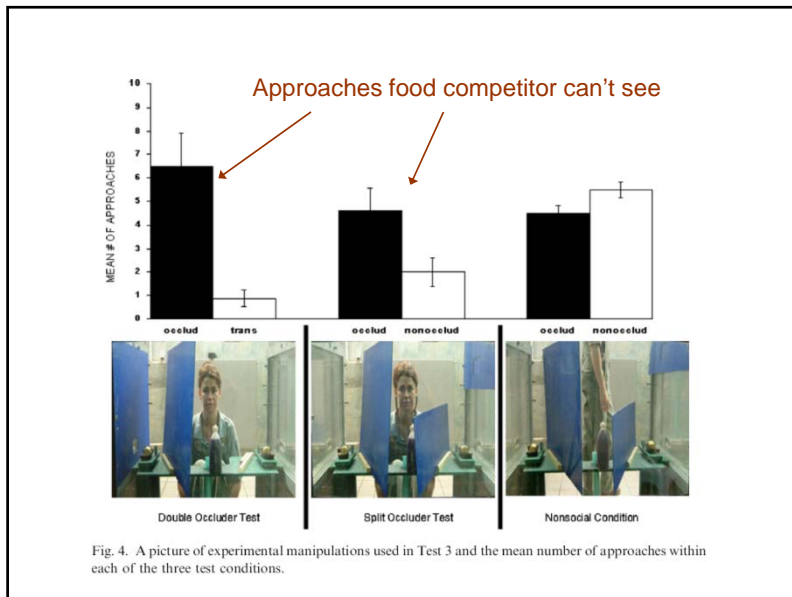 Approaches food competitor can't see
MEAN # OF APPROACHES
10
9
8
7
6
5
4
3
2
1
0
occlud trans occlud nonocclud occlud nonocclud
Double Occluder Test Split Occluder Test Nonsocial Condition
Fig. 4. A picture of experimental manipulations used in Test 3 and the mean number of approaches within
each of the three test conditions.